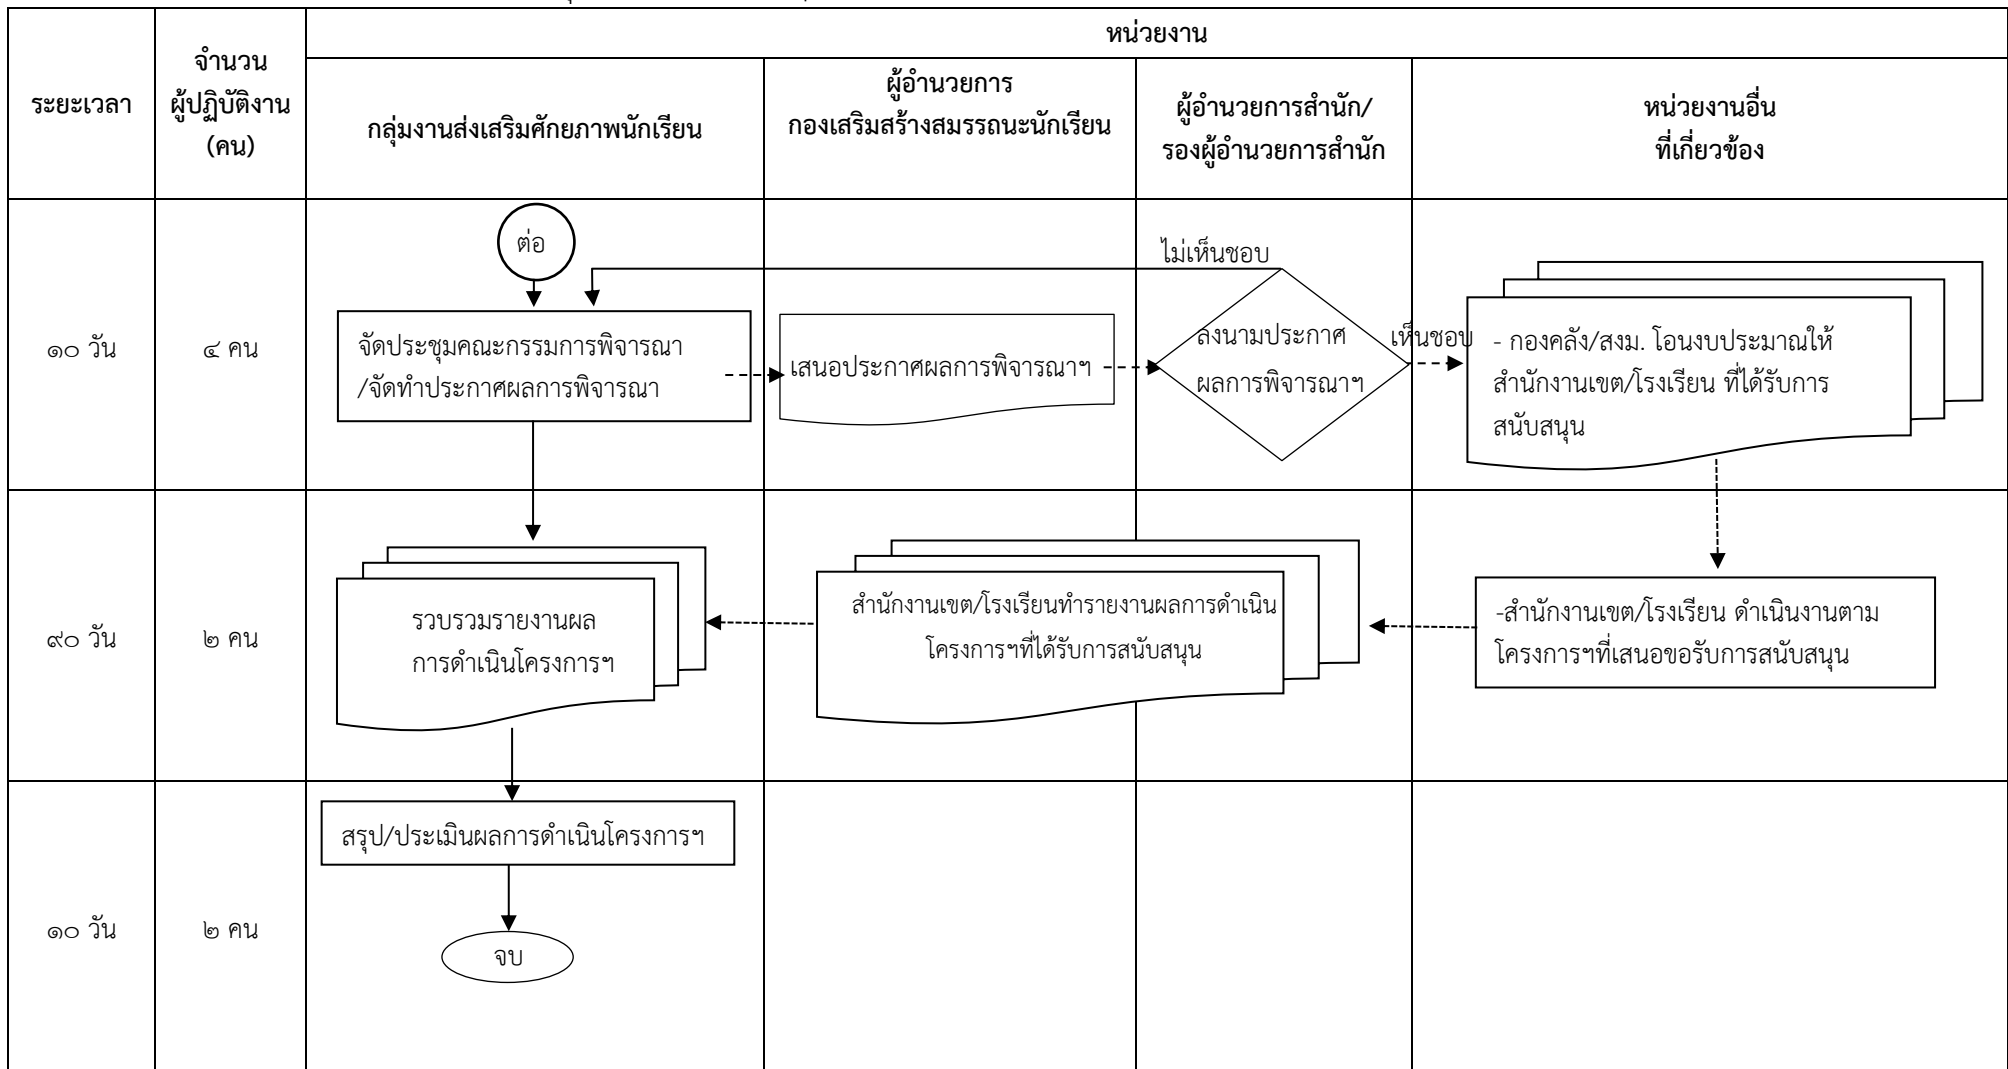 หน่วยงาน
ระยะเวลา
จำนวน
ผู้ปฏิบัติงาน
(คน)
กลุ่มงานส่งเสริมศักยภาพนักเรียน
ผู้อำนวยการ
กองเสริมสร้างสมรรถนะนักเรียน
ผู้อำนวยการสำนัก/
รองผู้อำนวยการสำนัก
หน่วยงานอื่น
ที่เกี่ยวข้อง
๑๐ วัน
๔ คน
ต่อ
จัดประชุมคณะกรรมการพิจารณา
/จัดทำประกาศผลการพิจารณา
เสนอประกาศผลการพิจารณาฯ
ไม่เห็นชอบ
ลงนามประกาศ
ผลการพิจารณาฯ
เห็นชอบ
- กองคลัง/สงม. โอนงบประมาณให้
สำนักงานเขต/โรงเรียน ที่ได้รับการ
สนับสนุน
๙๐ วัน
๒ คน
รวบรวมรายงานผล
การดำเนินโครงการฯ
สำนักงานเขต/โรงเรียนทำรายงานผลการดำเนิน
โครงการฯที่ได้รับการสนับสนุน
-สำนักงานเขต/โรงเรียน ดำเนินงานตาม
โครงการฯที่เสนอขอรับการสนับสนุน
๑๐ วัน
๒ คน
สรุป/ประเมินผลการดำเนินโครงการฯ
จบ